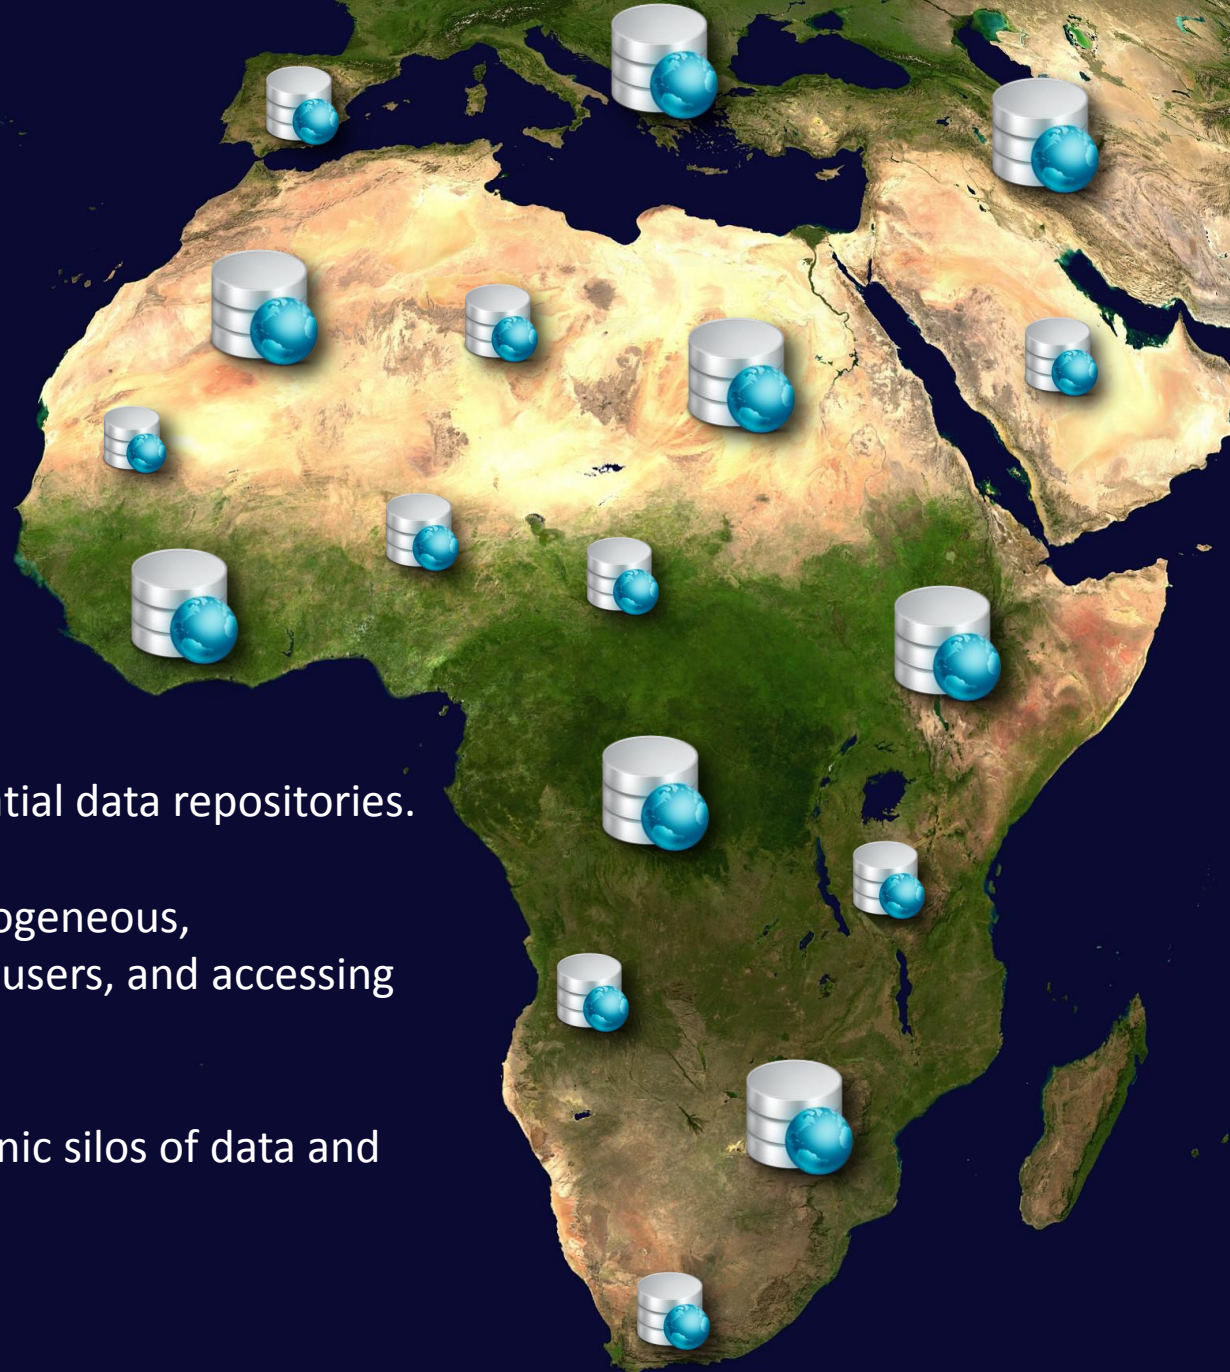 tial data repositories.
ogeneous,
users, and accessing
nic silos of data and